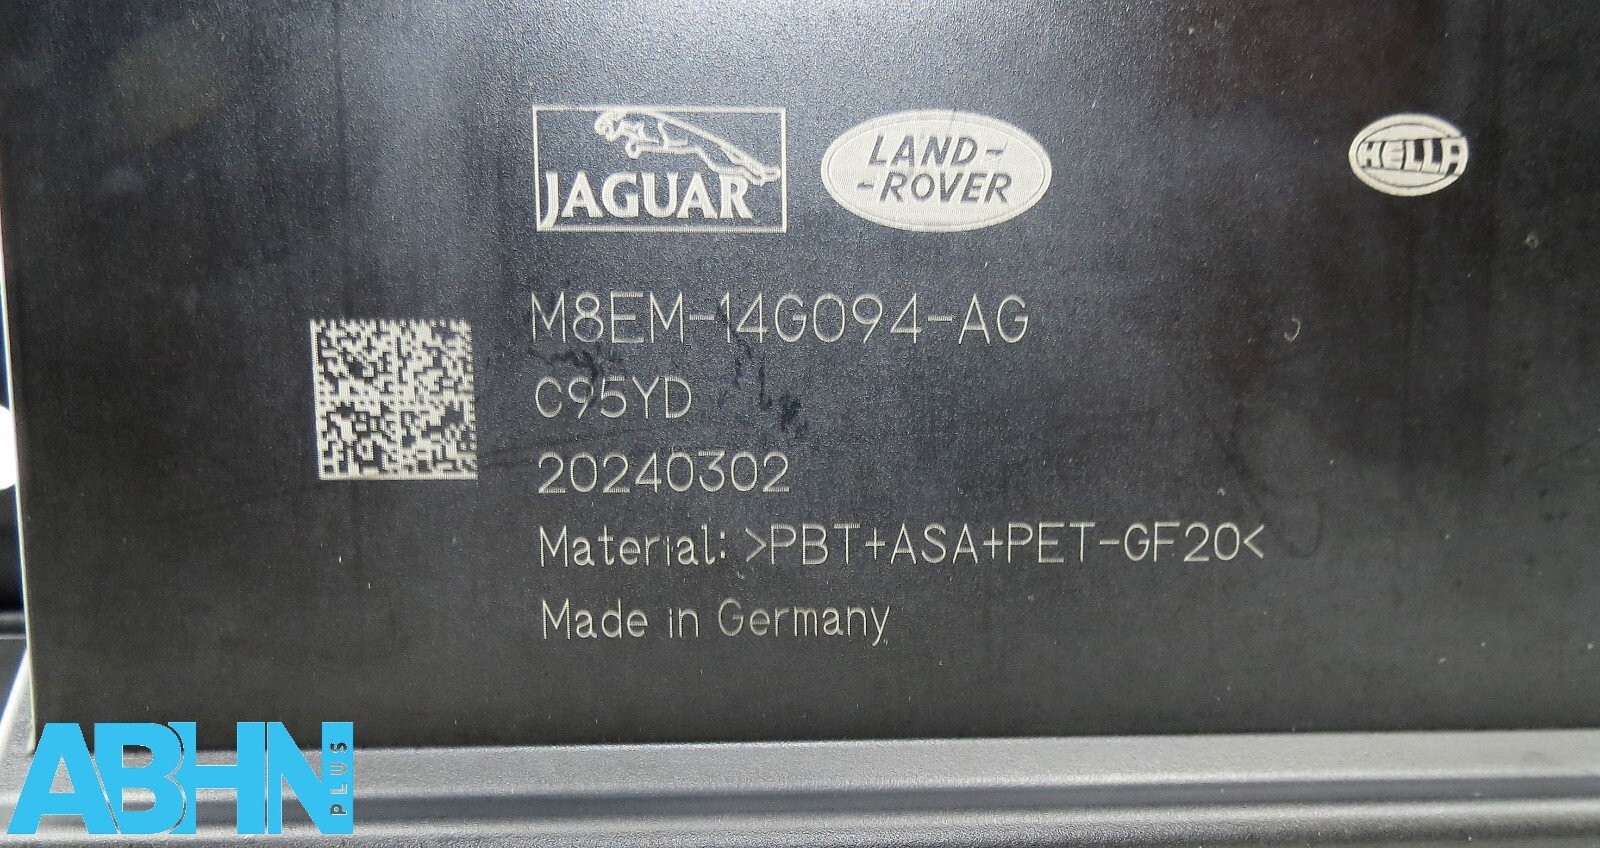 JAGUAR
LAND-
-ROVER
HELLA
M8EM-14G094-AG
C95YD
20240302
Material: >PBT+ASA+PET-GF20<
Made in Germany
ABHN PLUS